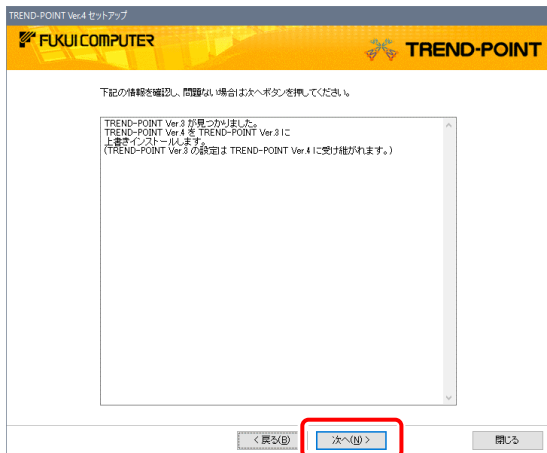 TREND-POINT Ver.4 セットアップ
FUKUI COMPUTER
TREND-POINT
下記の情報を確認し、問題ない場合は次へボタンを押してください。
TREND-POINT Ver.3 が見つかりました。
TREND-POINT Ver.4 を TREND-POINT Ver.3 に
上書きインストールします。
(TREND-POINT Ver.3 の設定は TREND-POINT Ver.4 に受け継がれます。)
< 戻る(B)
次へ(N) >
閉じる